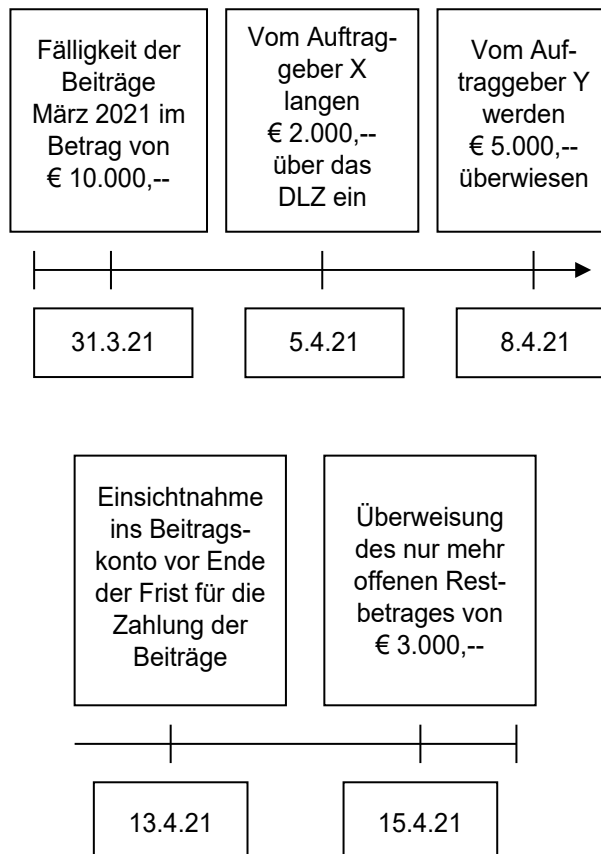 Fälligkeit der
Beiträge
März 2021 im
Betrag von
€ 10.000,--
Vom Auftrag-
geber X
langen
€ 2.000,--
über das
DLZ ein
Vom Auf-
traggeber Y
werden
€ 5.000,--
überwiesen
31.3.21
5.4.21
8.4.21
Einsichtnahme
ins Beitrags-
konto vor Ende
der Frist für die
Zahlung der
Beiträge
Überweisung
des nur mehr
offenen Rest-
betrages von
€ 3.000,--
13.4.21
15.4.21